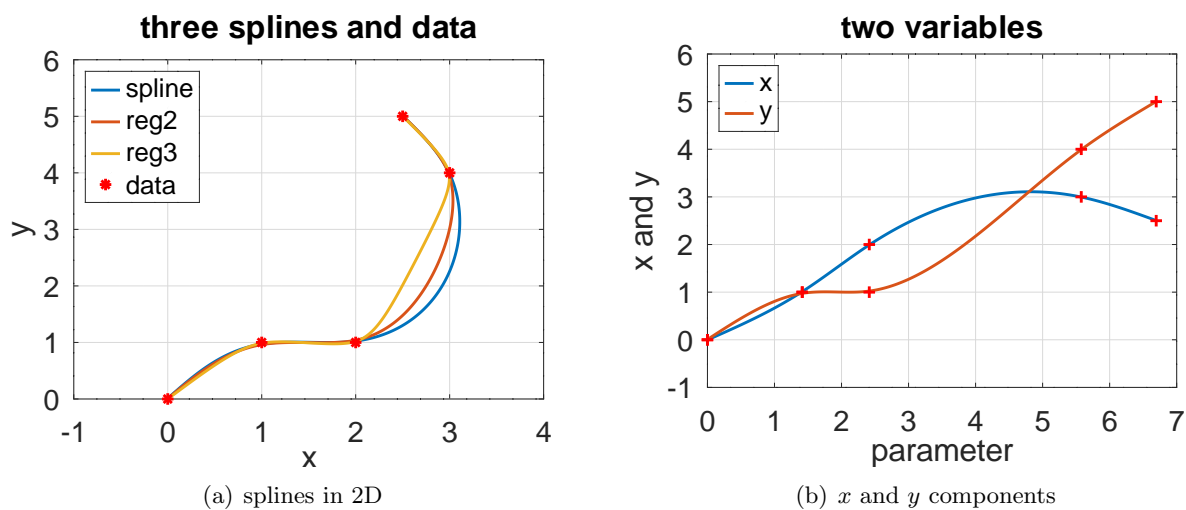 three splines and data
6
5
4
3
2
1
0
y
spline
reg2
reg3
data
-1 0 1 2 3 4
x
(a) splines in 2D
two variables
6
5
4
3
2
1
0
-1
x and y
x
y
0 1 2 3 4 5 6 7
parameter
(b) x and y components